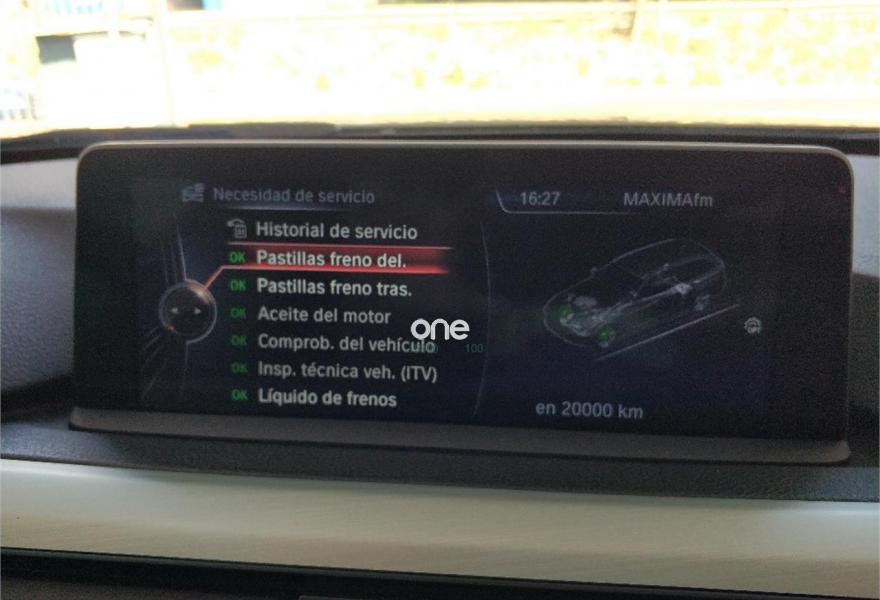 Necesidad de servicio
16:27 MAXIMAfm
Historial de servicio
OK Pastillas freno del.
OK Pastillas freno tras.
OK Aceite del motor
OK Comprob. del vehículo
OK Insp. técnica veh. (ITV)
OK Líquido de frenos
one
100
OFF
en 20000 km